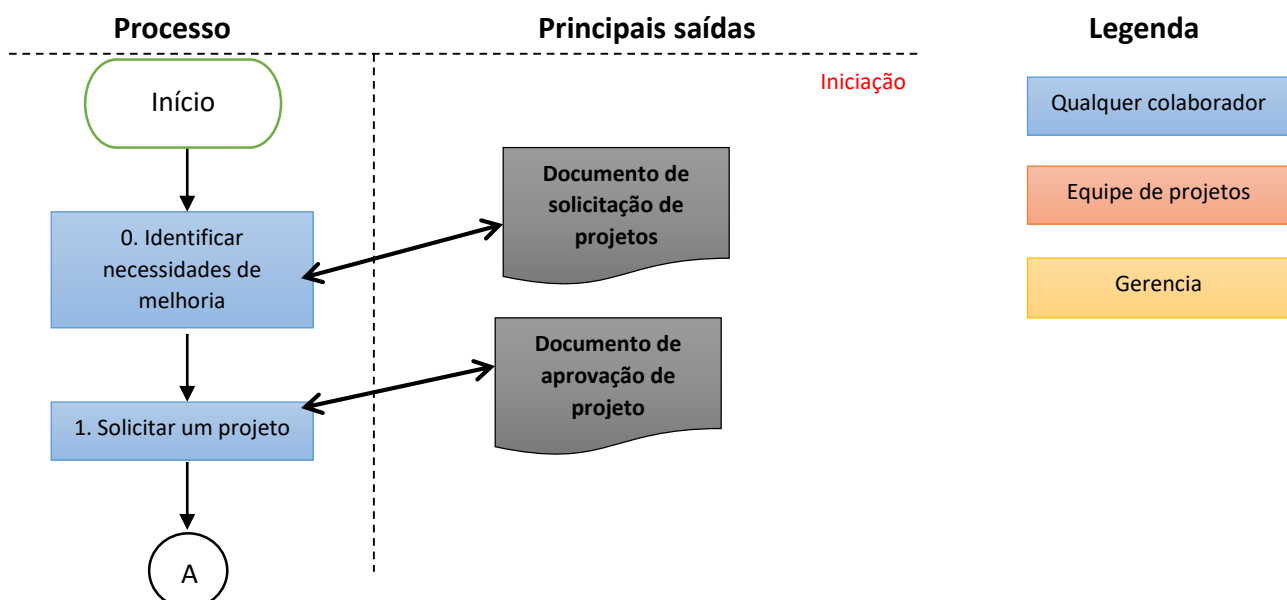 Processo
Principais saídas
Legenda
Iniciação
Início
Qualquer colaborador
Documento de
solicitação de
projetos
Equipe de projetos
0. Identificar
necessidades de
melhoria
Gerencia
Documento de
aprovação de
projeto
1. Solicitar um projeto
A